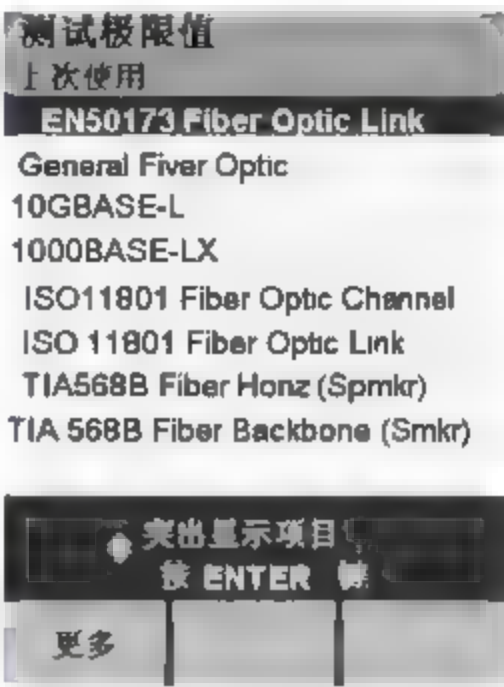 测试极限值
上次使用
EN50173 Fiber Optic Link
General Fiver Optic
10GBASE-L
1000BASE-LX
ISO11801 Fiber Optic Channel
ISO 11801 Fiber Optic Link
TIA568B Fiber Honz (Spmkr)
TIA 568B Fiber Backbone (Smkr)
突出显示项目
按 ENTER 键
更多